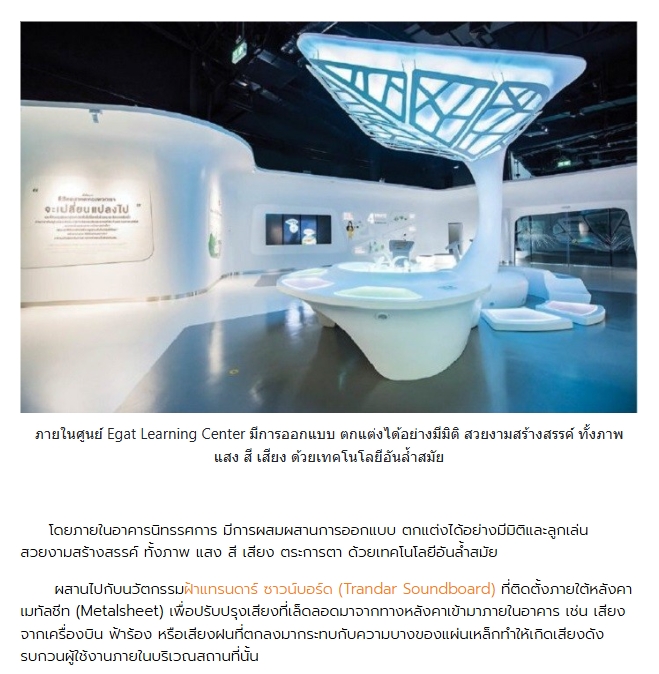 จะเปลี่ยนแปลงไป
ภายในศูนย์ Egat Learning Center มีการออกแบบ ตกแต่งได้อย่างมีมิติ สวยงามสร้างสรรค์ ทั้งภาพ
แสง สี เสียง ด้วยเทคโนโลยีอันล้ำสมัย
โดยภายในอาคารนิทรรศการ มีการผสมผสานการออกแบบ ตกแต่งได้อย่างมีมิติและลูกเล่น
สวยงามสร้างสรรค์ ทั้งภาพ แสง สี เสียง ตระการตา ด้วยเทคโนโลยีอันล้ำสมัย
ผสานไปกับนวัตกรรมฝ้าแทรนดาร์ ซาวน์บอร์ด (Trandar Soundboard) ที่ติดตั้งภายใต้หลังคา
เมทัลชีท (Metalsheet) เพื่อปรับปรุงเสียงที่เล็ดลอดมาจากทางหลังคาเข้ามาภายในอาคาร เช่น เสียง
จากเครื่องบิน ฟ้าร้อง หรือเสียงฝนที่ตกลงมากระทบกับความบางของแผ่นเหล็กทำให้เกิดเสียงดัง
รบกวนผู้ใช้งานภายในบริเวณสถานที่นั้น